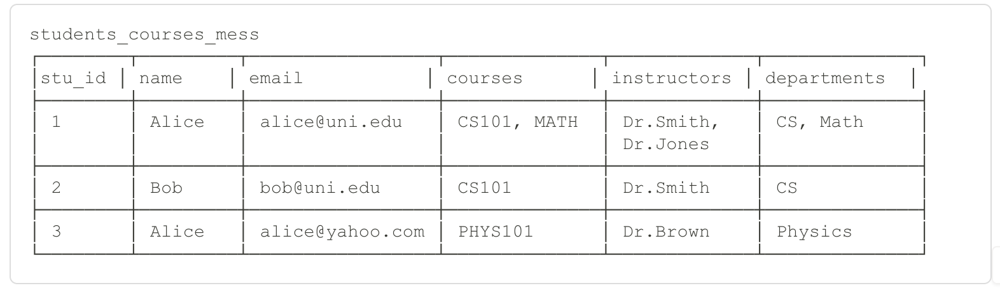 students_courses_mess
stu_id | name | email | courses | instructors | departments |
1 Alice alice@uni.edu CS101, MATH Dr.Smith, CS, Math
Dr.Jones
2 Bob bob@uni.edu CS101 Dr.Smith CS
3 Alice alice@yahoo.com PHYS101 Dr.Brown Physics